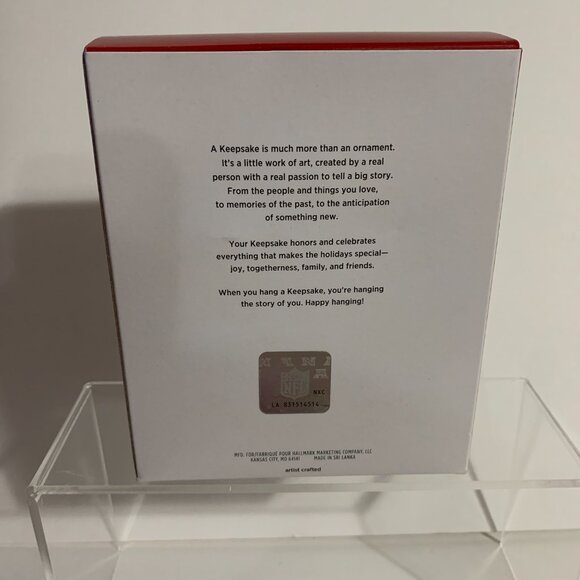 A Keepsake is much more than an ornament.
It's a little work of art, created by a real
person with a real passion to tell a big story.
From the people and things you love,
to memories of the past, to the anticipation
of something new.
Your Keepsake honors and celebrates
everything that makes the holidays special—
joy, togetherness, family, and friends.
When you hang a Keepsake, you're hanging
the story of you. Happy hanging!
NFL
NXC
LA 831514514
MFG. FOR/FABRIQUÉ POUR HALLMARK MARKETING COMPANY, LLC
KANSAS CITY, MO 64141 MADE IN SRI LANKA
artist crafted